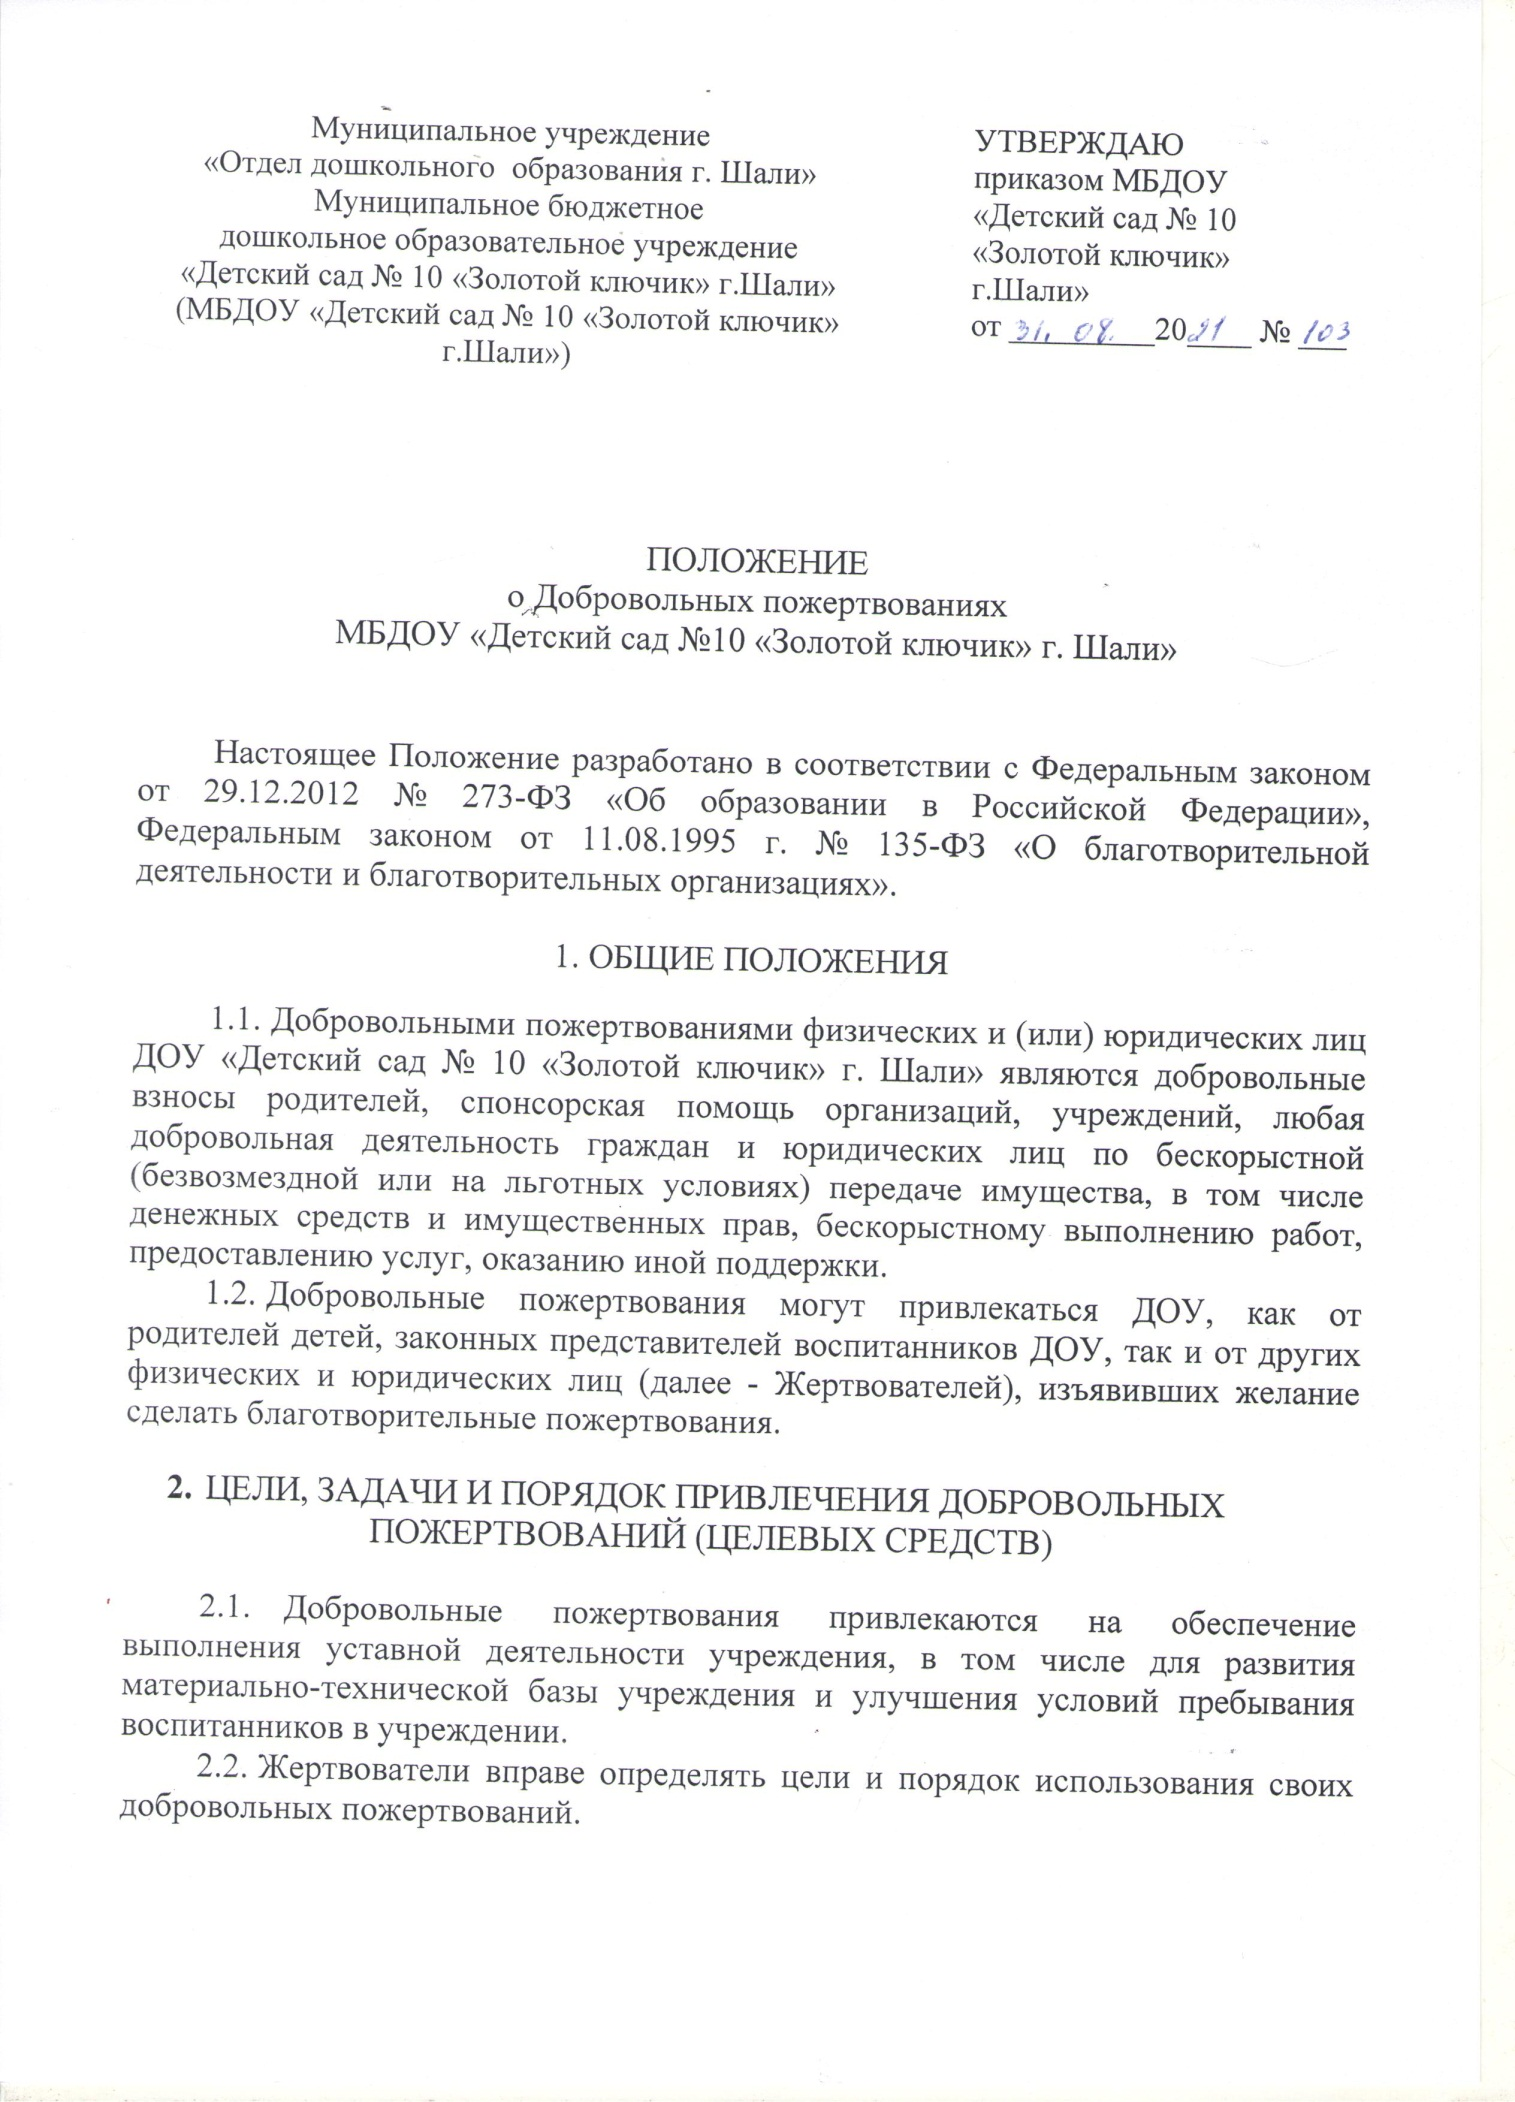 Муниципальное учреждение
«Отдел дошкольного образования г. Шали»
Муниципальное бюджетное
дошкольное образовательное учреждение
«Детский сад № 10 «Золотой ключик» г.Шали»
(МБДОУ «Детский сад № 10 «Золотой ключик»
г.Шали»)
УТВЕРЖДАЮ
приказом МБДОУ
«Детский сад № 10
«Золотой ключик»
г.Шали»
от 31. 08. 2021 № 103
ПОЛОЖЕНИЕ
о Добровольных пожертвованиях
МБДОУ «Детский сад №10 «Золотой ключик» г. Шали»
Настоящее Положение разработано в соответствии с Федеральным законом
от 29.12.2012 № 273-ФЗ «Об образовании в Российской Федерации»,
Федеральным законом от 11.08.1995 г. № 135-ФЗ «О благотворительной
деятельности и благотворительных организациях».
1. ОБЩИЕ ПОЛОЖЕНИЯ
1.1. Добровольными пожертвованиями физических и (или) юридических лиц
ДОУ «Детский сад № 10 «Золотой ключик» г. Шали» являются добровольные
взносы родителей, спонсорская помощь организаций, учреждений, любая
добровольная деятельность граждан и юридических лиц по бескорыстной
(безвозмездной или на льготных условиях) передаче имущества, в том числе
денежных средств и имущественных прав, бескорыстному выполнению работ,
предоставлению услуг, оказанию иной поддержки.
1.2. Добровольные пожертвования могут привлекаться ДОУ, как от
родителей детей, законных представителей воспитанников ДОУ, так и от других
физических и юридических лиц (далее - Жертвователей), изъявивших желание
сделать благотворительные пожертвования.
2. ЦЕЛИ, ЗАДАЧИ И ПОРЯДОК ПРИВЛЕЧЕНИЯ ДОБРОВОЛЬНЫХ
ПОЖЕРТВОВАНИЙ (ЦЕЛЕВЫХ СРЕДСТВ)
2.1. Добровольные пожертвования привлекаются на обеспечение
выполнения уставной деятельности учреждения, в том числе для развития
материально-технической базы учреждения и улучшения условий пребывания
воспитанников в учреждении.
2.2. Жертвователи вправе определять цели и порядок использования своих
добровольных пожертвований.